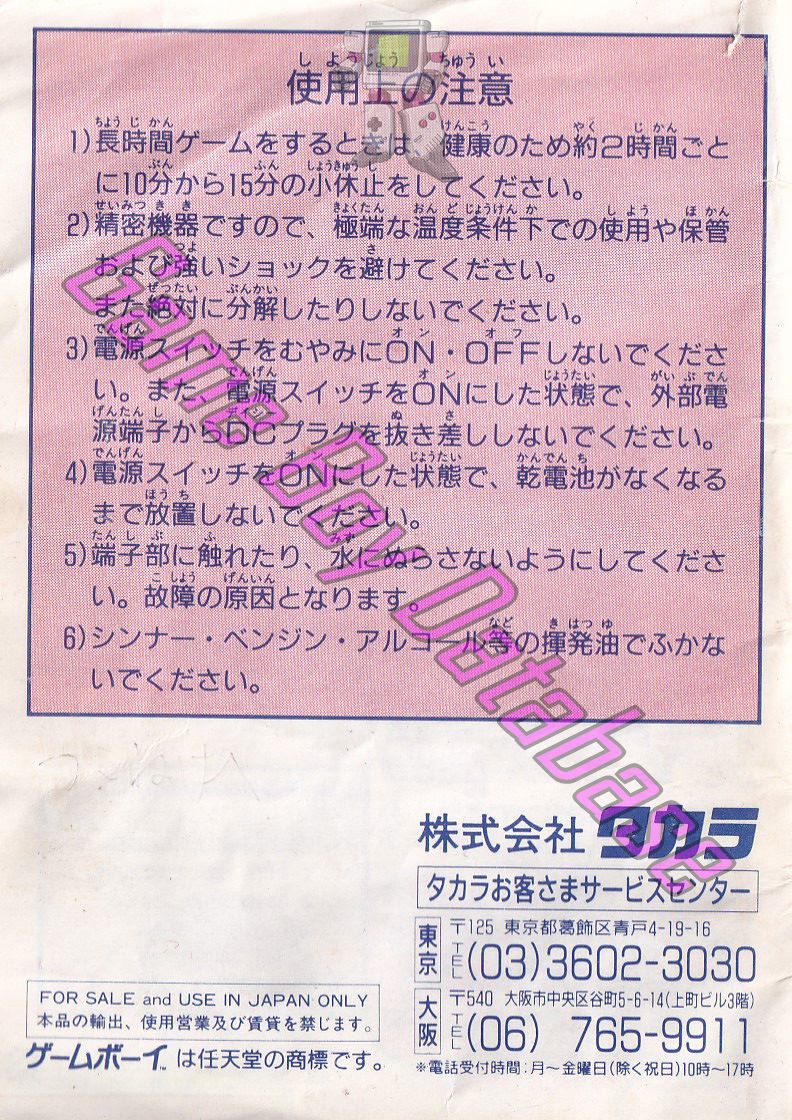 使用上の注意
1)長時間ゲームをするときは、健康のため約2時間ごと
に10分から15分の小休止をしてください。
2)精密機器ですので、極端な温度条件下での使用や保管
および強いショックを避けてください。
また絶対に分解したりしないでください。
3)電源スイッチをむやみにON・OFFしないでくださ
い。また、電源スイッチをONにした状態で、外部電
源端子からDCプラグを抜き差ししないでください。
4)電源スイッチをONにした状態で、乾電池がなくなる
まで放置しないでください。
5)端子部に触れたり、水にぬらさないようにしてくださ
い。故障の原因となります。
6)シンナー・ベンジン・アルコール等の揮発油でふかな
いでください。
Game Boy Database
株式会社 タカラ
タカラお客さまサービスセンター
東京 〒125 東京都葛飾区青戸4-19-16
TEL (03)3602-3030
大阪 〒540 大阪市中央区谷町5-6-14(上町ビル3階)
TEL (06) 765-9911
※電話受付時間:月〜金曜日(除く祝日)10時〜17時
FOR SALE and USE IN JAPAN ONLY
本品の輸出、使用営業及び賃貸を禁じます。
ゲームボーイ™は任天堂の商標です。